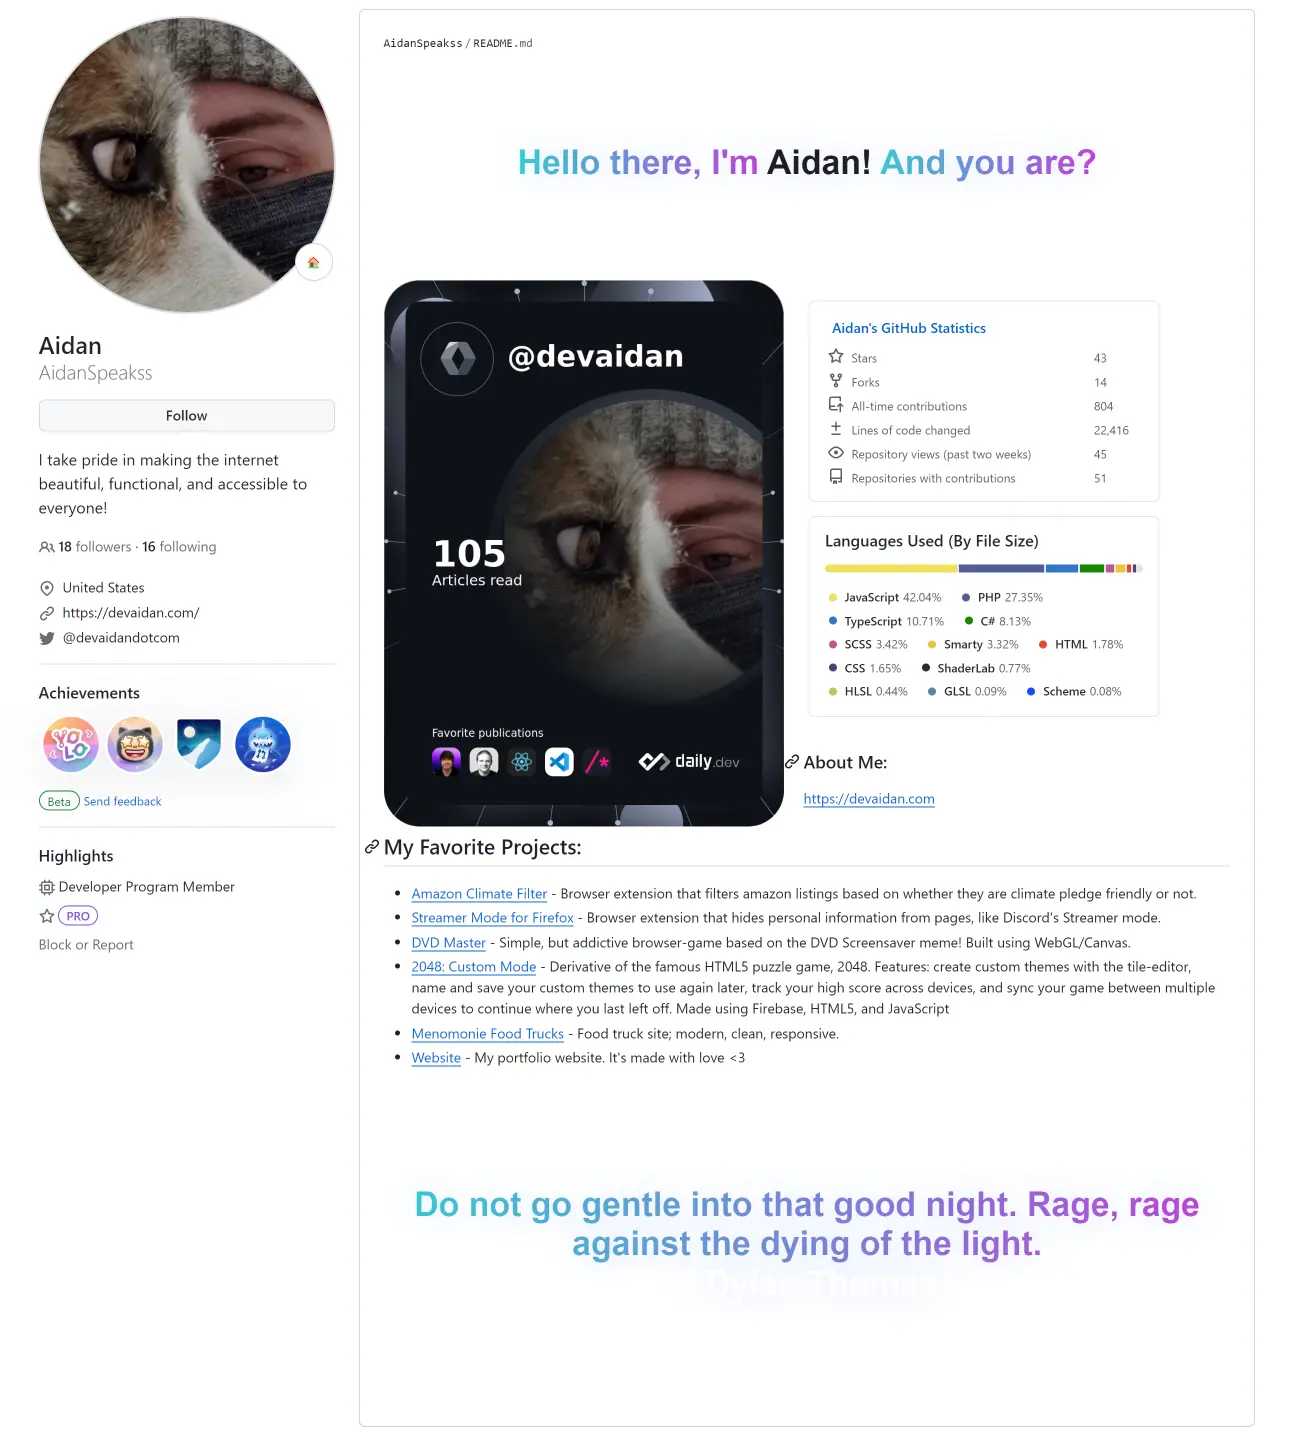 AidanSpeakss / README.md
Hello there, I'm Aidan! And you are?
Aidan
AidanSpeakss
Follow
I take pride in making the internet
beautiful, functional, and accessible to
everyone!
18 followers · 16 following
United States
https://devaidan.com/
@devaidandotcom
Achievements
YOLO
Beta Send feedback
Highlights
Developer Program Member
PRO
Block or Report
@devaidan
105
Articles read
Favorite publications
/*
daily.dev
Aidan's GitHub Statistics
Stars 43
Forks 14
All-time contributions 804
Lines of code changed 22,416
Repository views (past two weeks) 45
Repositories with contributions 51
Languages Used (By File Size)
JavaScript 42.04% PHP 27.35%
TypeScript 10.71% C# 8.13%
SCSS 3.42% Smarty 3.32% HTML 1.78%
CSS 1.65% ShaderLab 0.77%
HLSL 0.44% GLSL 0.09% Scheme 0.08%
About Me:
https://devaidan.com
My Favorite Projects:
Amazon Climate Filter - Browser extension that filters amazon listings based on whether they are climate pledge friendly or not.
Streamer Mode for Firefox - Browser extension that hides personal information from pages, like Discord's Streamer mode.
DVD Master - Simple, but addictive browser-game based on the DVD Screensaver meme! Built using WebGL/Canvas.
2048: Custom Mode - Derivative of the famous HTML5 puzzle game, 2048. Features: create custom themes with the tile-editor,
name and save your custom themes to use again later, track your high score across devices, and sync your game between multiple
devices to continue where you last left off. Made using Firebase, HTML5, and JavaScript
Menomonie Food Trucks - Food truck site; modern, clean, responsive.
Website - My portfolio website. It's made with love <3
Do not go gentle into that good night. Rage, rage
against the dying of the light.
Dylan Thomas